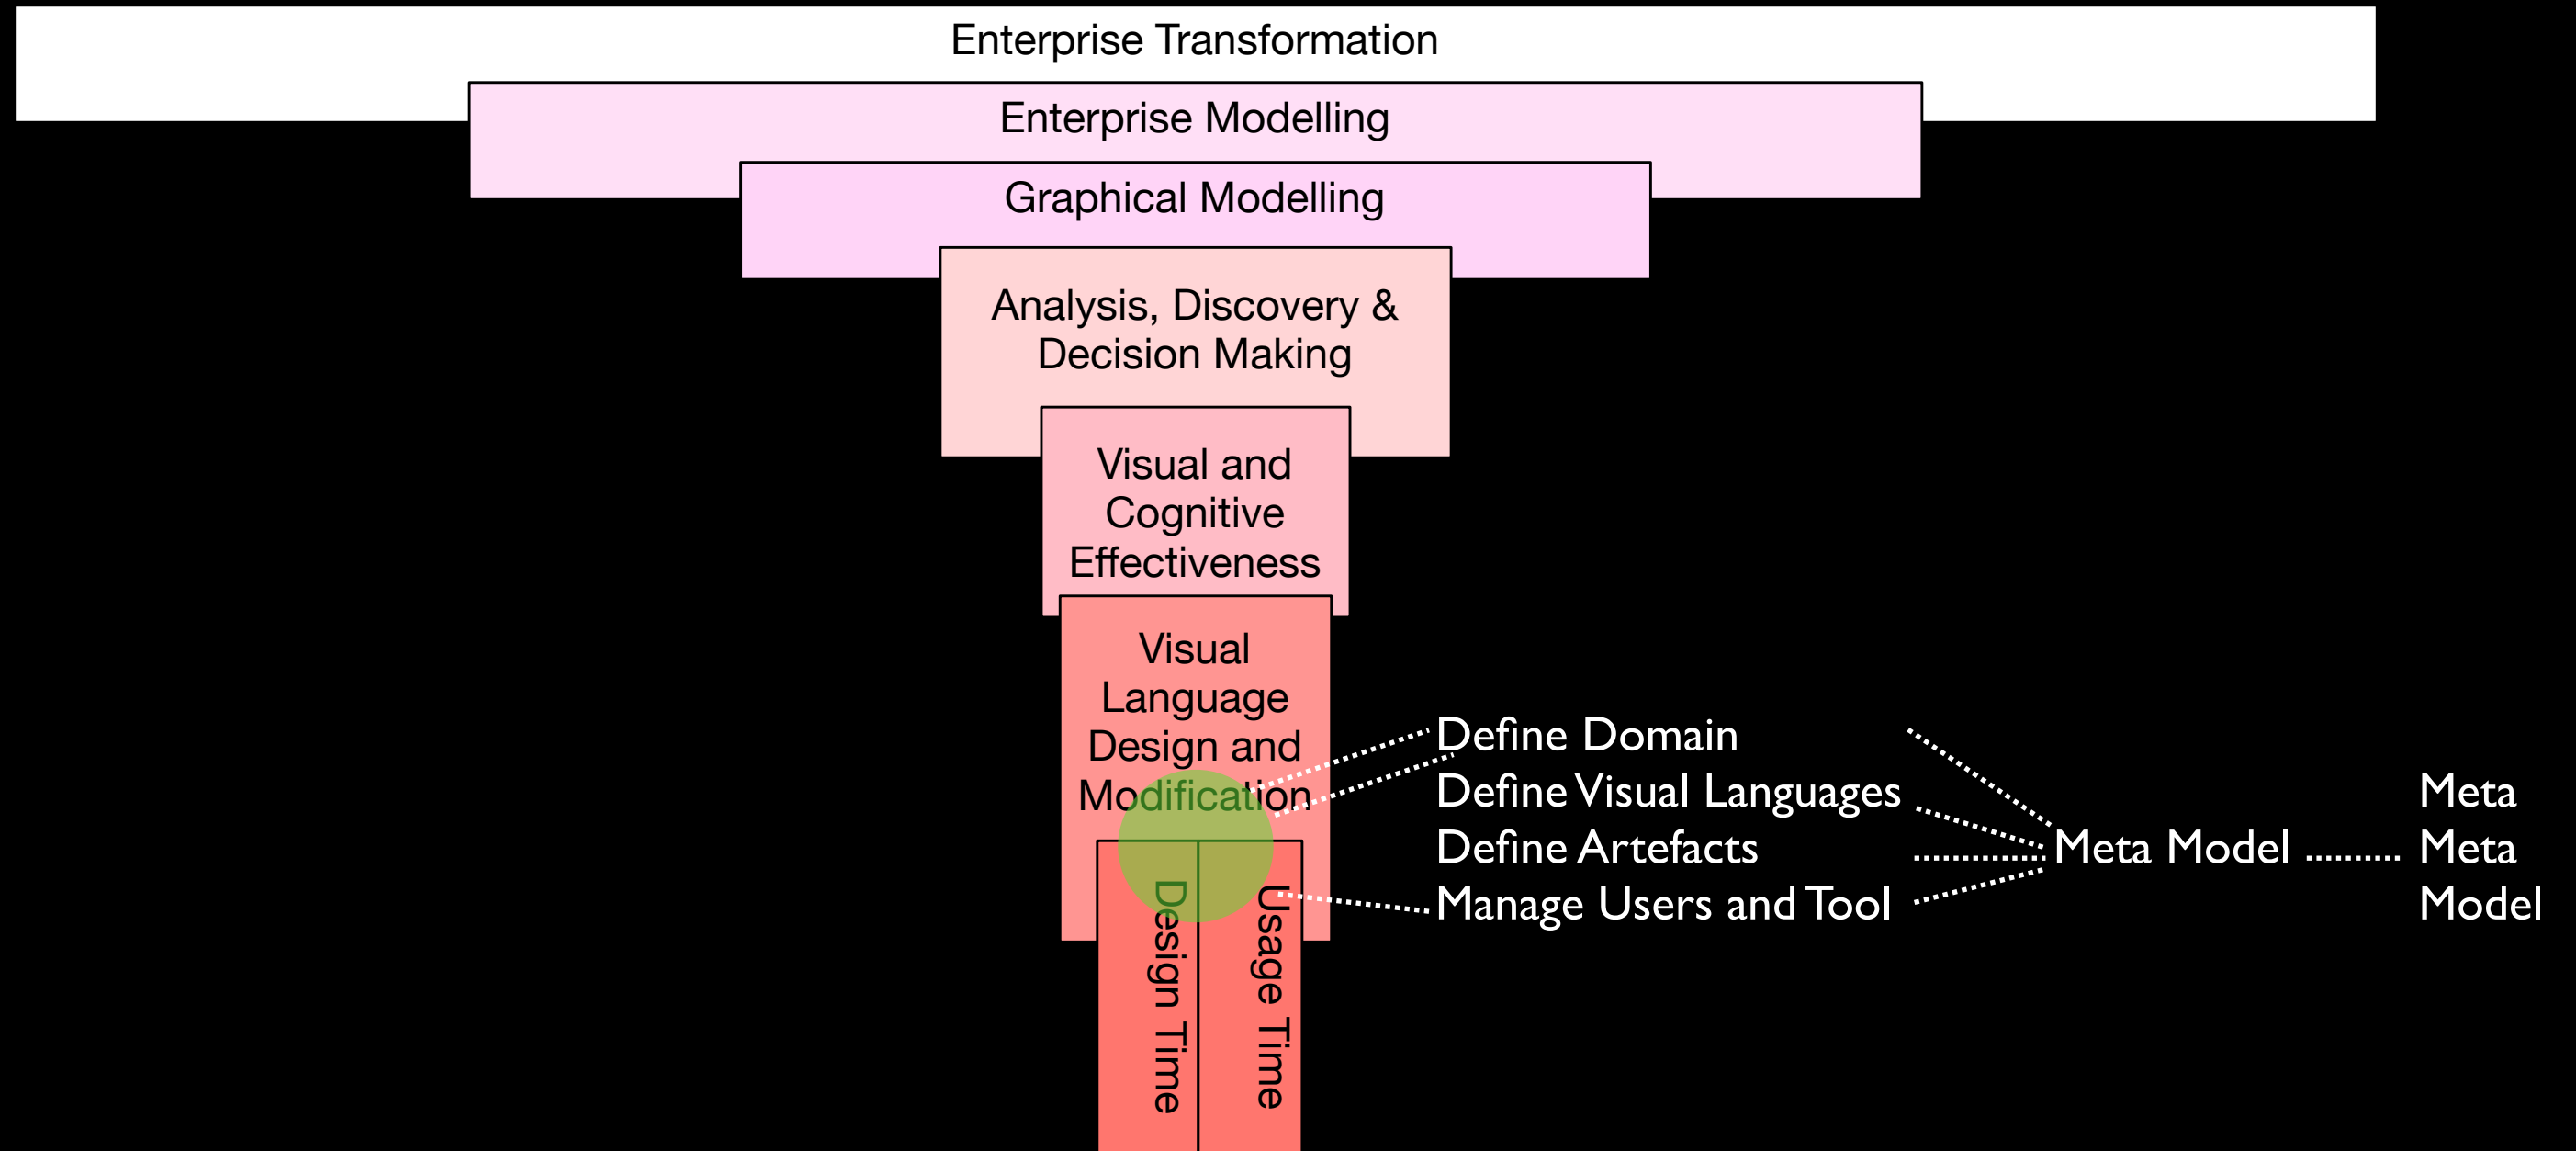 Enterprise Transformation
Enterprise Modelling
Graphical Modelling
Analysis, Discovery &
Decision Making
Visual and
Cognitive
Effectiveness
Visual
Language
Design and
Modification
Design Time
Usage Time
Define Domain
Define Visual Languages
Define Artefacts
Manage Users and Tool
Meta Model
Meta
Meta
Model